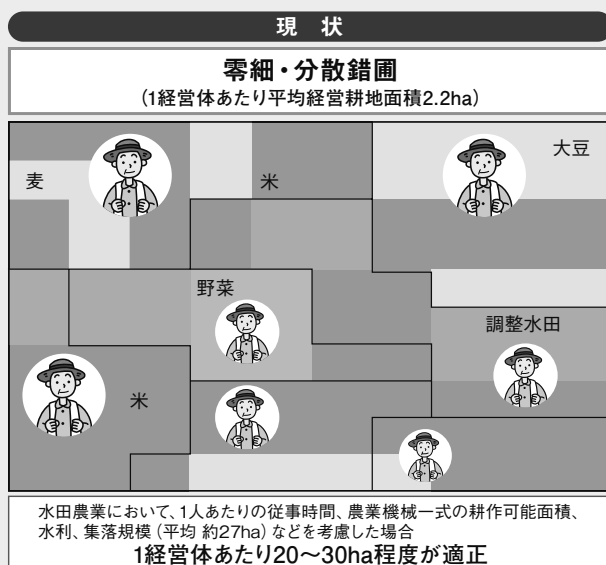 現 状
零細・分散錯圃
(1経営体あたり平均経営耕地面積2.2ha)
大豆
麦
米
野菜
調整水田
米
水田農業において、1人あたりの従事時間、農業機械一式の耕作可能面積、
水利、集落規模(平均 約27ha)などを考慮した場合
1経営体あたり20〜30ha程度が適正